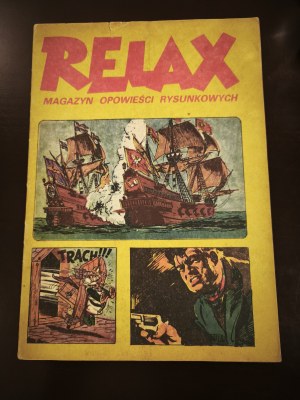 RELAX
MAGAZYN OPOWIEŚCI RYSUNKOWYCH
TRACH!!!